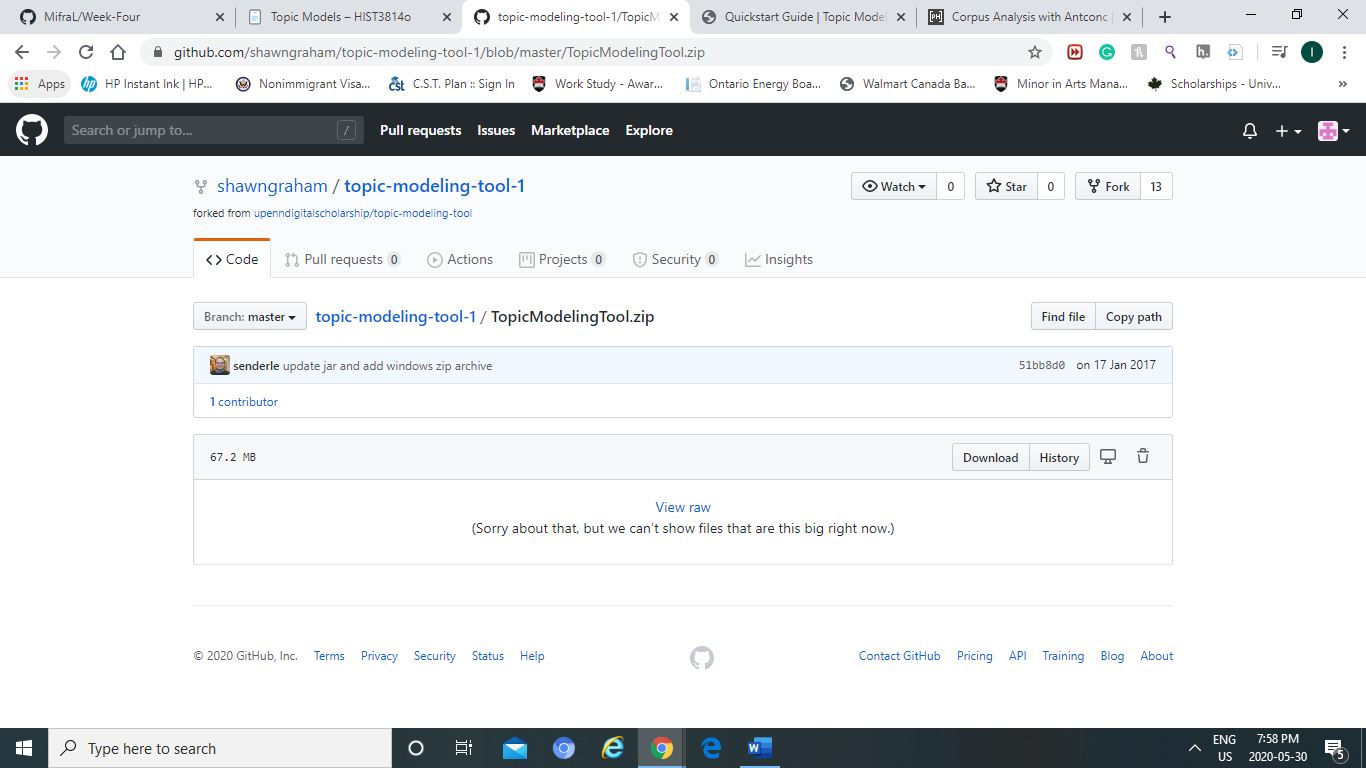 MifraL/Week-Four
Topic Models – HIST3814o
topic-modeling-tool-1/TopicM
Quickstart Guide | Topic Model
Corpus Analysis with Antconc |
github.com/shawngraham/topic-modeling-tool-1/blob/master/TopicModelingTool.zip
Apps
HP Instant Ink | HP...
Nonimmigrant Visa...
C.S.T. Plan :: Sign In
Work Study - Awar...
Ontario Energy Boa...
Walmart Canada Ba...
Minor in Arts Mana...
Scholarships - Univ...
Search or jump to... /
Pull requests Issues Marketplace Explore
shawngraham / topic-modeling-tool-1
Watch 0 Star 0 Fork 13
forked from upenndigitalscholarship/topic-modeling-tool
Code Pull requests 0 Actions Projects 0 Security 0 Insights
Branch: master topic-modeling-tool-1 / TopicModelingTool.zip Find file Copy path
senderle update jar and add windows zip archive 51bb8d0 on 17 Jan 2017
1 contributor
67.2 MB Download History
View raw
(Sorry about that, but we can't show files that are this big right now.)
© 2020 GitHub, Inc. Terms Privacy Security Status Help Contact GitHub Pricing API Training Blog About
Type here to search
ENG
US
7:58 PM
2020-05-30
5